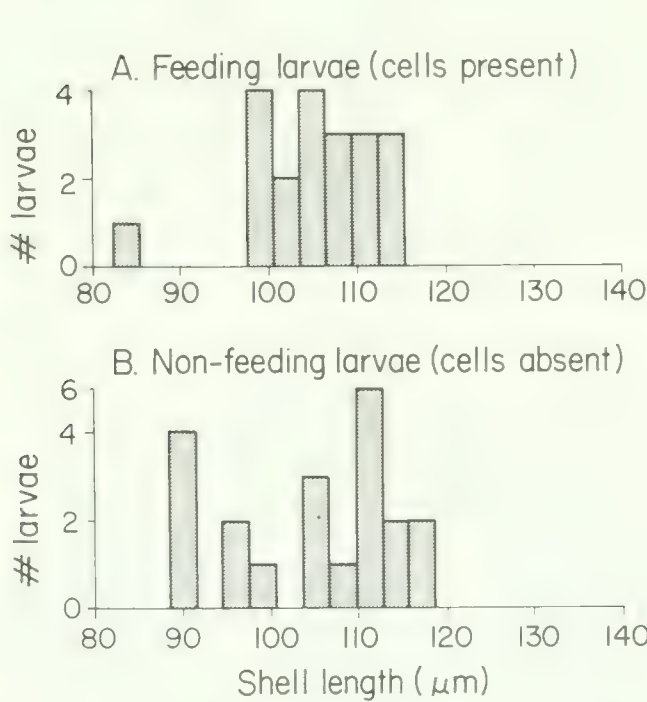 A. Feeding larvae (cells present)
# larvae
4
2
0
80 90 100 110 120 130 140
B. Non-feeding larvae (cells absent)
# larvae
6
4
2
0
80 90 100 110 120 130 140
Shell length (μm)